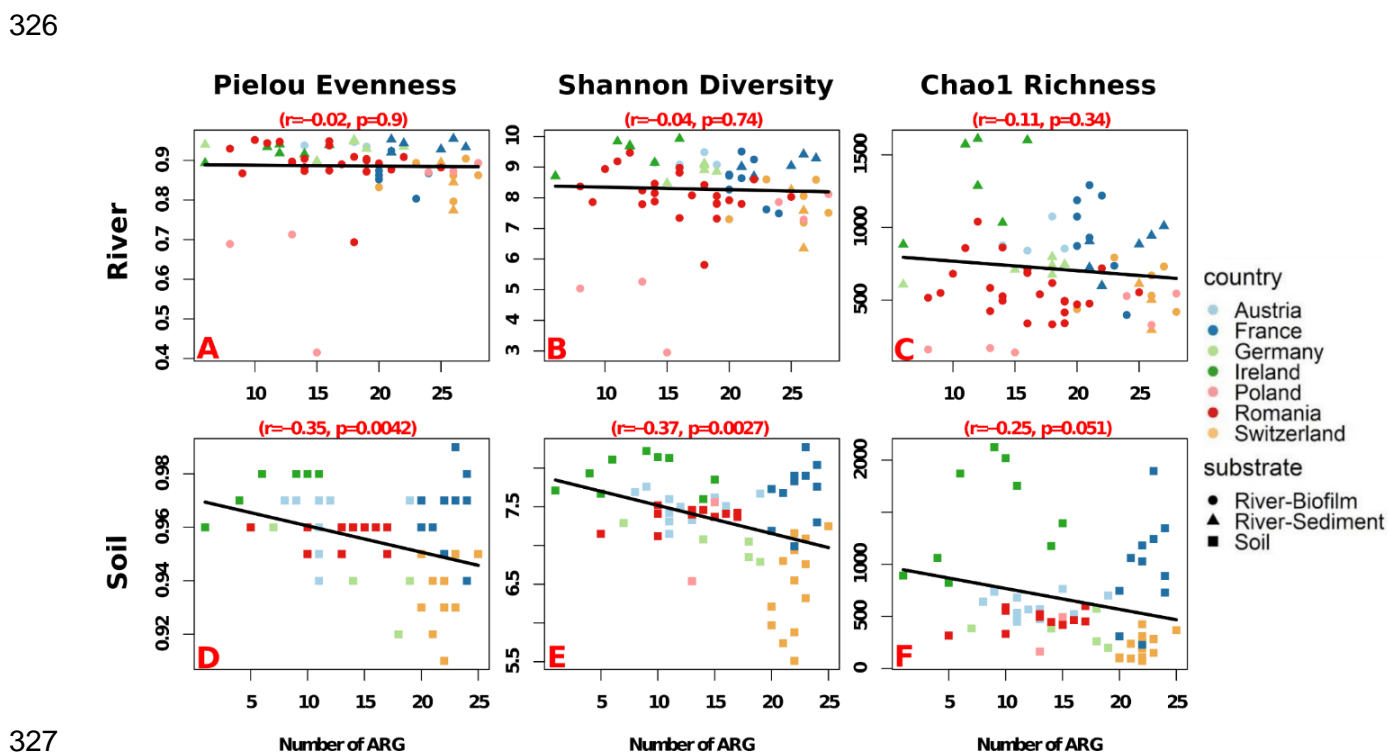 326
Pielou Evenness Shannon Diversity Chao1 Richness
(r=−0.02, p=0.9) (r=−0.04, p=0.74) (r=−0.11, p=0.34)
River
0.4 0.5 0.6 0.7 0.8 0.9
3 4 5 6 7 8 9 10
500 1000 1500
A B C
10 15 20 25 10 15 20 25 10 15 20 25
(r=−0.35, p=0.0042) (r=−0.37, p=0.0027) (r=−0.25, p=0.051)
Soil
0.92 0.94 0.96 0.98
5.5 6.5 7.5
0 500 1000 2000
D E F
5 10 15 20 25 5 10 15 20 25 5 10 15 20 25
Number of ARG Number of ARG Number of ARG
country
Austria
France
Germany
Ireland
Poland
Romania
Switzerland
substrate
River-Biofilm
River-Sediment
Soil
327